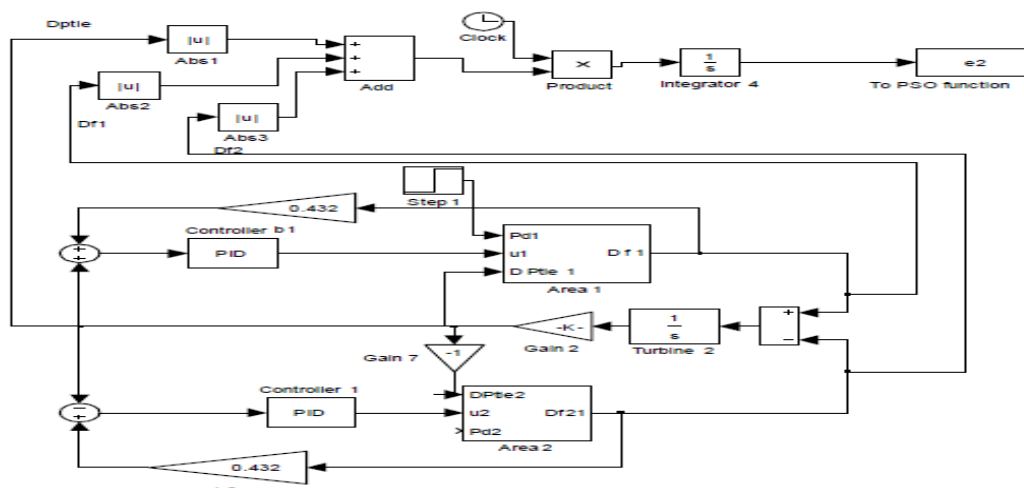 Dptie
|u|
Abs1
+
+
+
Add
Clock
×
Product
1
s
Integrator 4
e2
To PSO function
|u|
Abs2
Df1
|u|
Abs3
Df2
Step 1
0.432
Controller b1
+
+
PID
Pd1
u1
D Ptie 1
Df1
Area 1
-K-
Gain 2
1
s
Turbine 2
+
−
Gain 7
-1
Controller 1
−
+
PID
DPtie2
u2
Pd2
Df21
Area 2
0.432